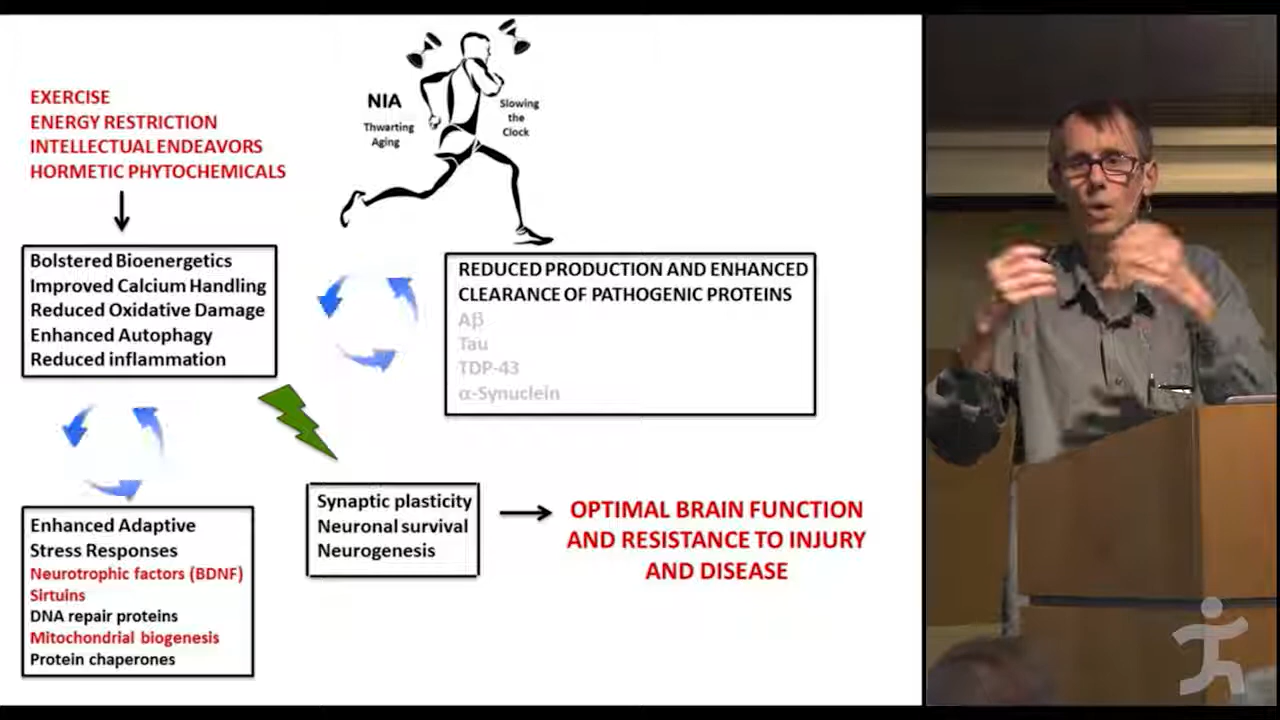 EXERCISE
ENERGY RESTRICTION
INTELLECTUAL ENDEAVORS
HORMETIC PHYTOCHEMICALS
NIA
Thwarting
Aging
Slowing
the
Clock
Bolstered Bioenergetics
Improved Calcium Handling
Reduced Oxidative Damage
Enhanced Autophagy
Reduced inflammation
REDUCED PRODUCTION AND ENHANCED
CLEARANCE OF PATHOGENIC PROTEINS
Aβ
Tau
TDP-43
α-Synuclein
Enhanced Adaptive
Stress Responses
Neurotrophic factors (BDNF)
Sirtuins
DNA repair proteins
Mitochondrial biogenesis
Protein chaperones
Synaptic plasticity
Neuronal survival
Neurogenesis
OPTIMAL BRAIN FUNCTION
AND RESISTANCE TO INJURY
AND DISEASE